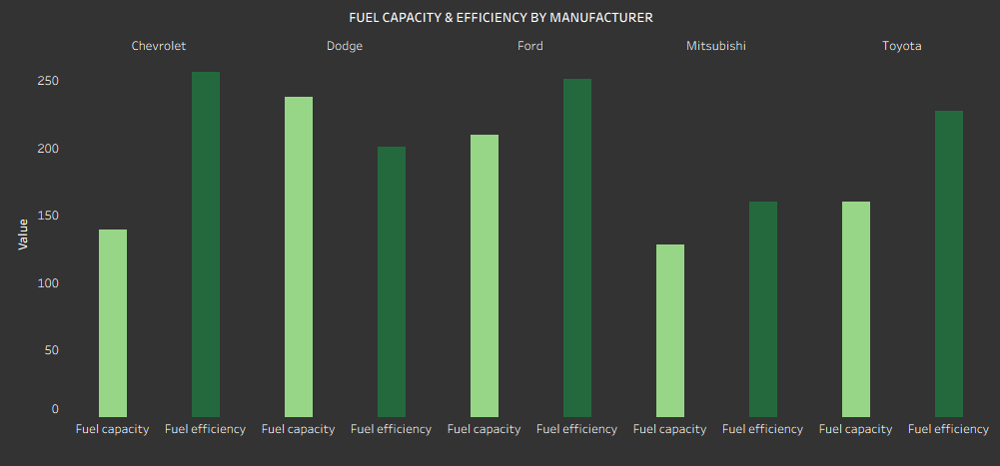 FUEL CAPACITY & EFFICIENCY BY MANUFACTURER
Chevrolet Dodge Ford Mitsubishi Toyota
250
200
150
100
50
0
Value
Fuel capacity Fuel efficiency Fuel capacity Fuel efficiency Fuel capacity Fuel efficiency Fuel capacity Fuel efficiency Fuel capacity Fuel efficiency